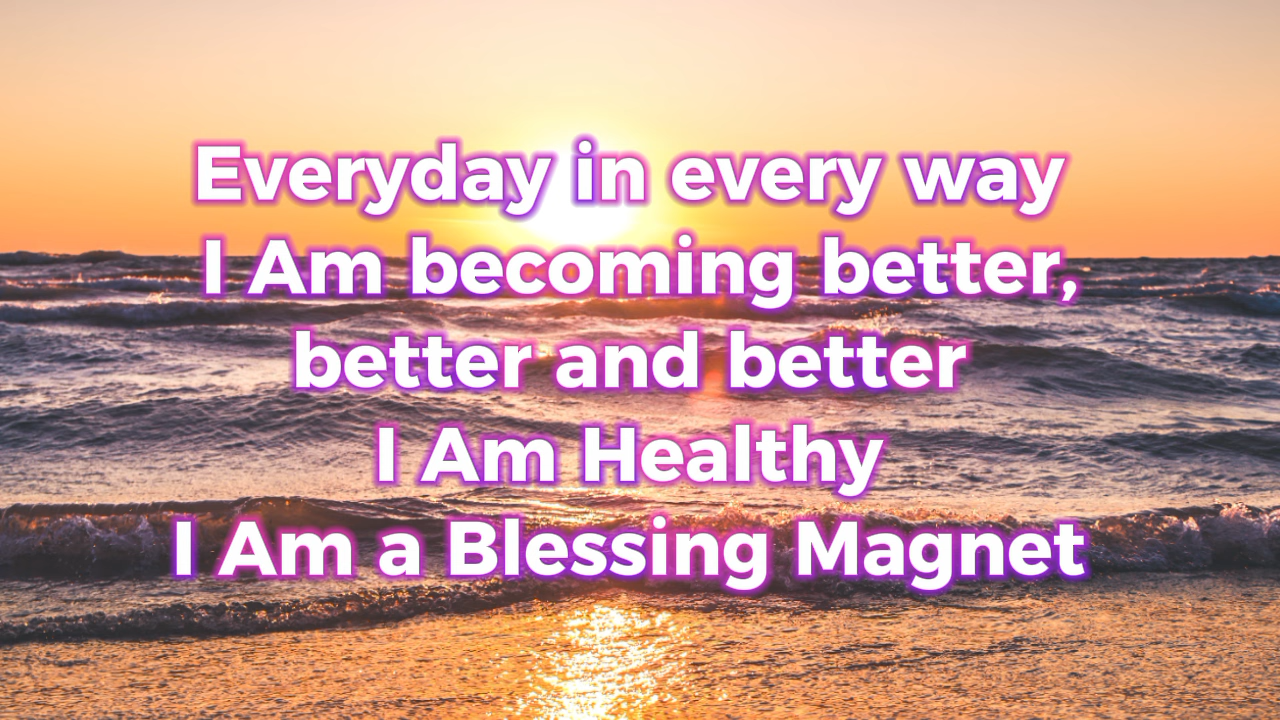 Everyday in every way
I Am becoming better,
better and better
I Am Healthy
I Am a Blessing Magnet